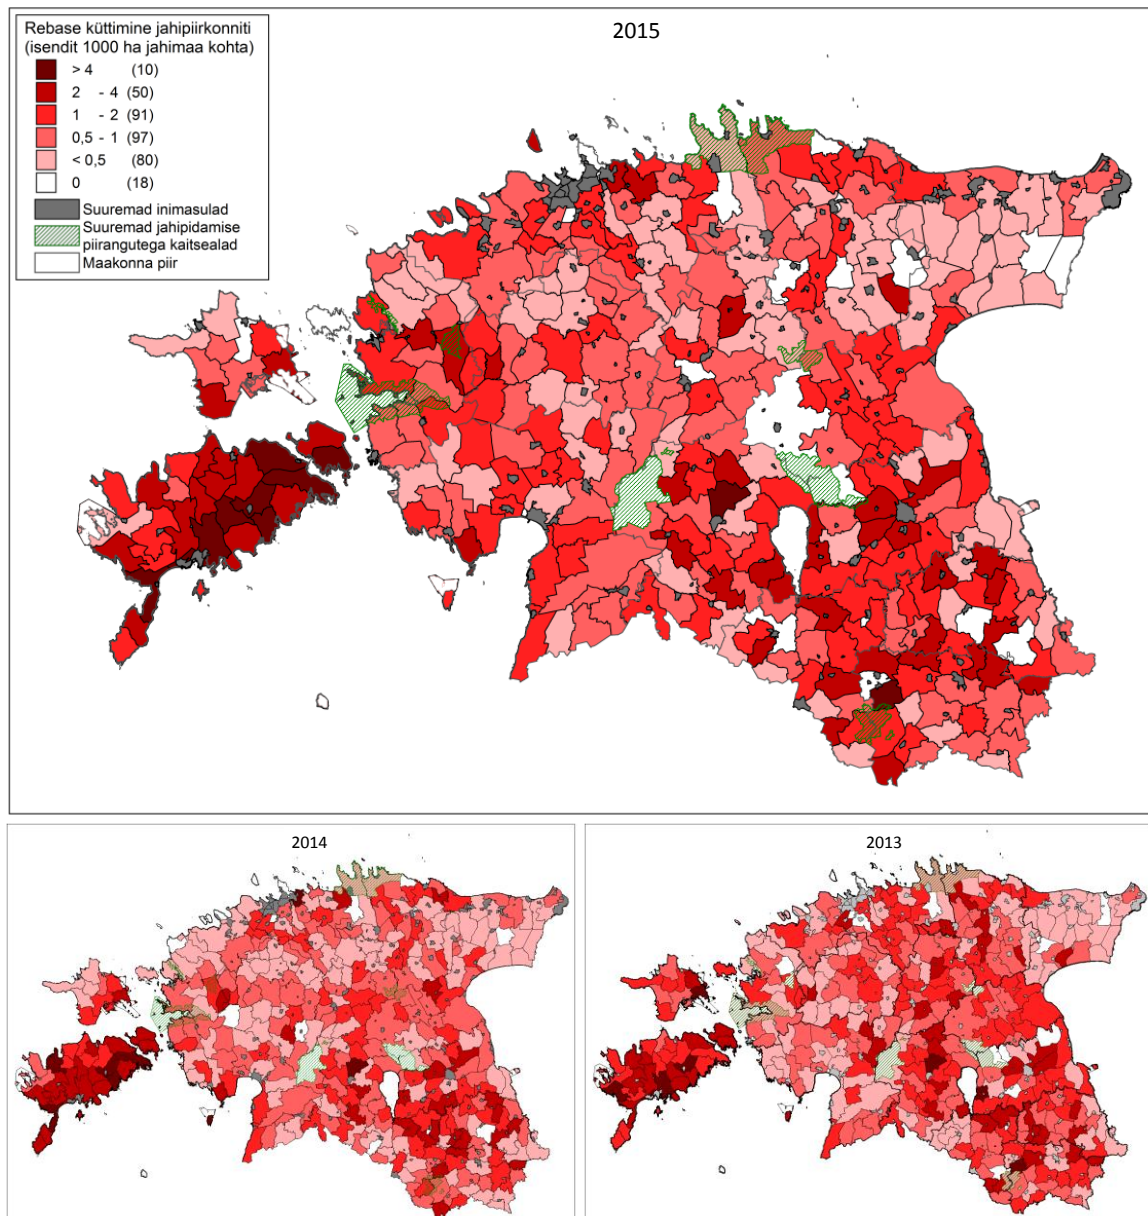 2015
Rebase küttimine jahipiirkonniti
(isendit 1000 ha jahimaa kohta)
> 4 (10)
2 - 4 (50)
1 - 2 (91)
0,5 - 1 (97)
< 0,5 (80)
0 (18)
Suuremad inimasulad
Suuremad jahipidamise
piirangutega kaitsealad
Maakonna piir
2014
2013